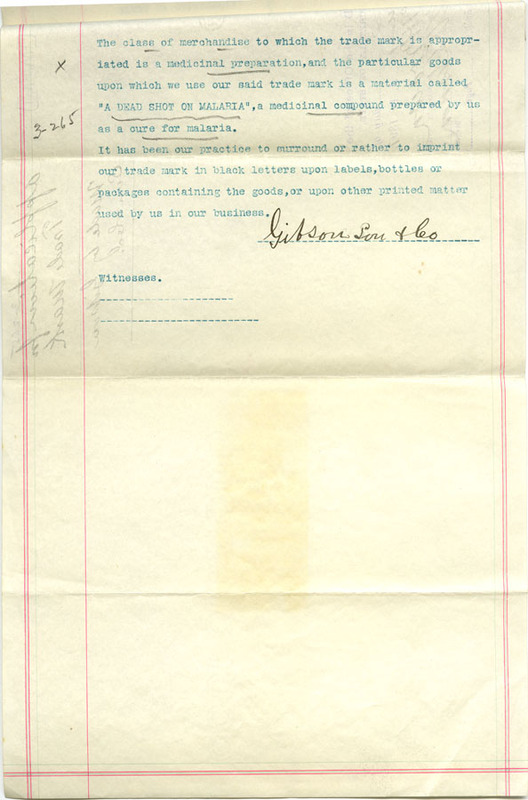 The class of merchandise to which the trade mark is appropr-
iated is a medicinal preparation,and the particular goods
x
upon which we use our said trade mark is a material called
"A DEAD SHOT ON MALARIA",a medicinal compound prepared by us
3-265
as a cure for malaria.
It has been our practice to surround or rather to imprint
our trade mark in black letters upon labels,bottles or
packages containing the goods,or upon other printed matter
used by us in our business.
Gibson Son & Co
Witnesses.